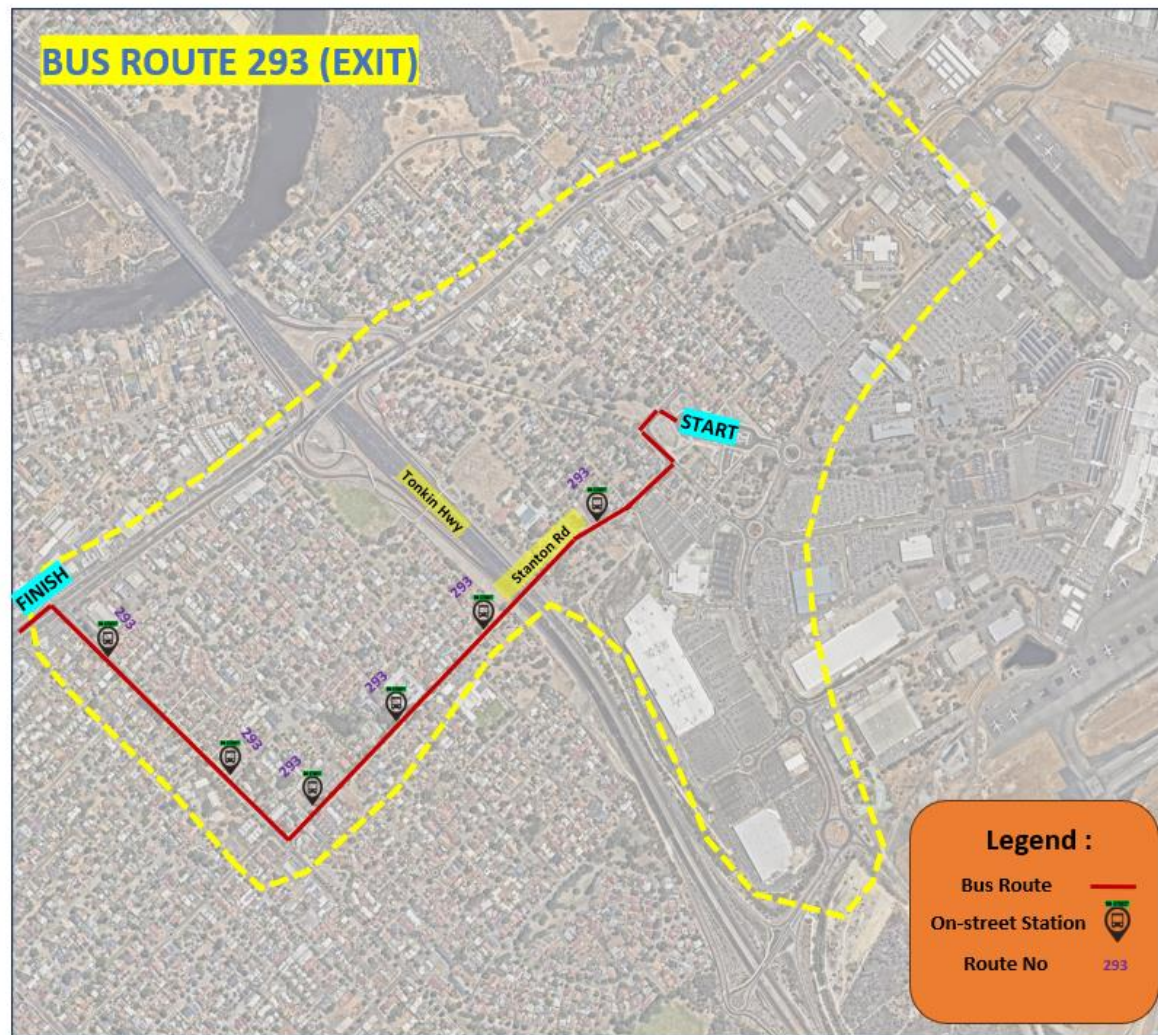 BUS ROUTE 293 (EXIT)
START
293
Tonkin Hwy
Stanton Rd
293
FINISH
293
293
293
293
Legend :
Bus Route
On-street Station
Route No 293